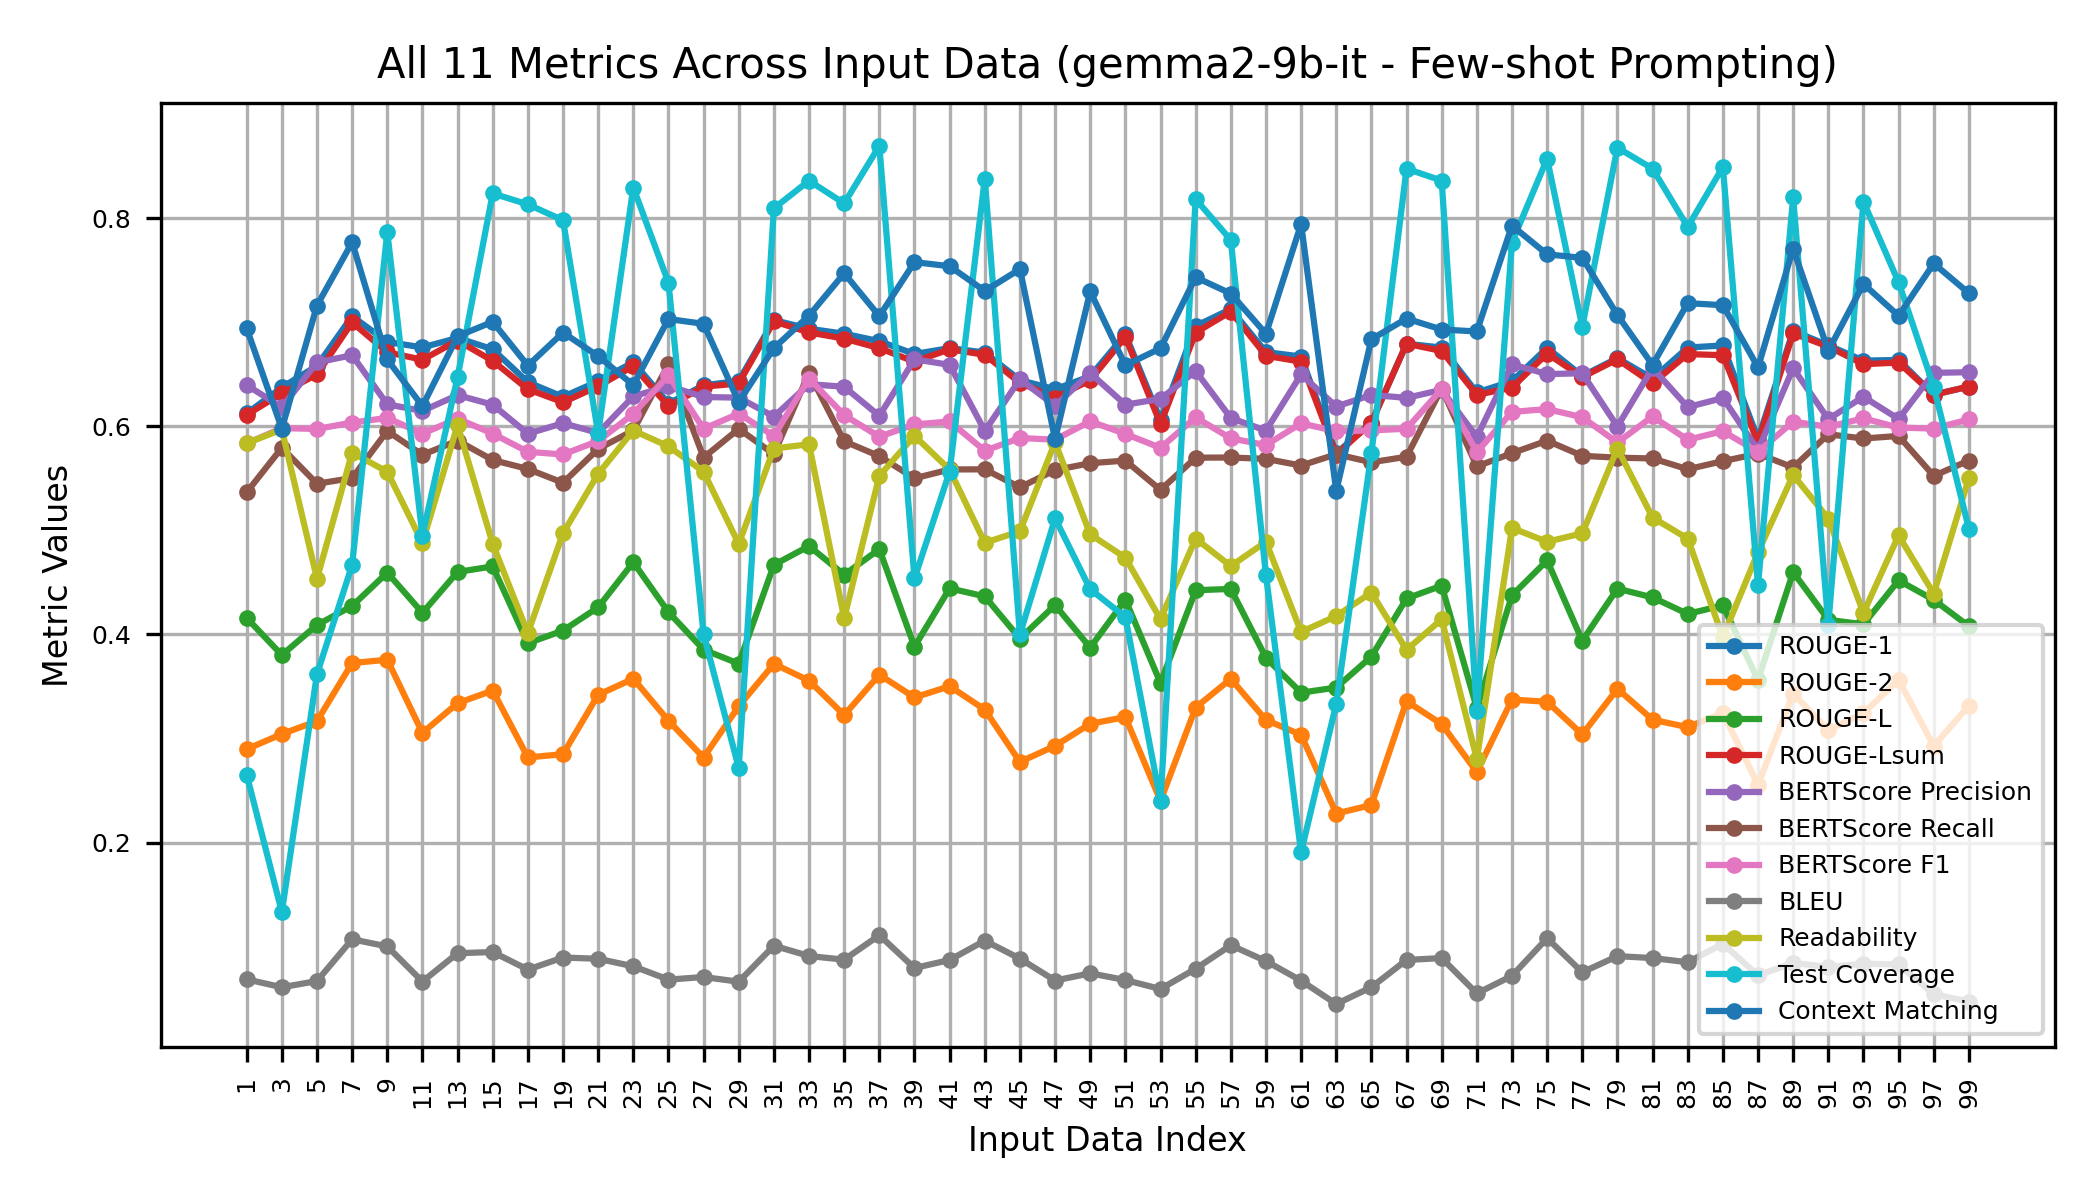 All 11 Metrics Across Input Data (gemma2-9b-it - Few-shot Prompting)
Metric Values
0.8
0.6
0.4
0.2
ROUGE-1
ROUGE-2
ROUGE-L
ROUGE-Lsum
BERTScore Precision
BERTScore Recall
BERTScore F1
BLEU
Readability
Test Coverage
Context Matching
1 3 5 7 9 11 13 15 17 19 21 23 25 27 29 31 33 35 37 39 41 43 45 47 49 51 53 55 57 59 61 63 65 67 69 71 73 75 77 79 81 83 85 87 89 91 93 95 97 99
Input Data Index